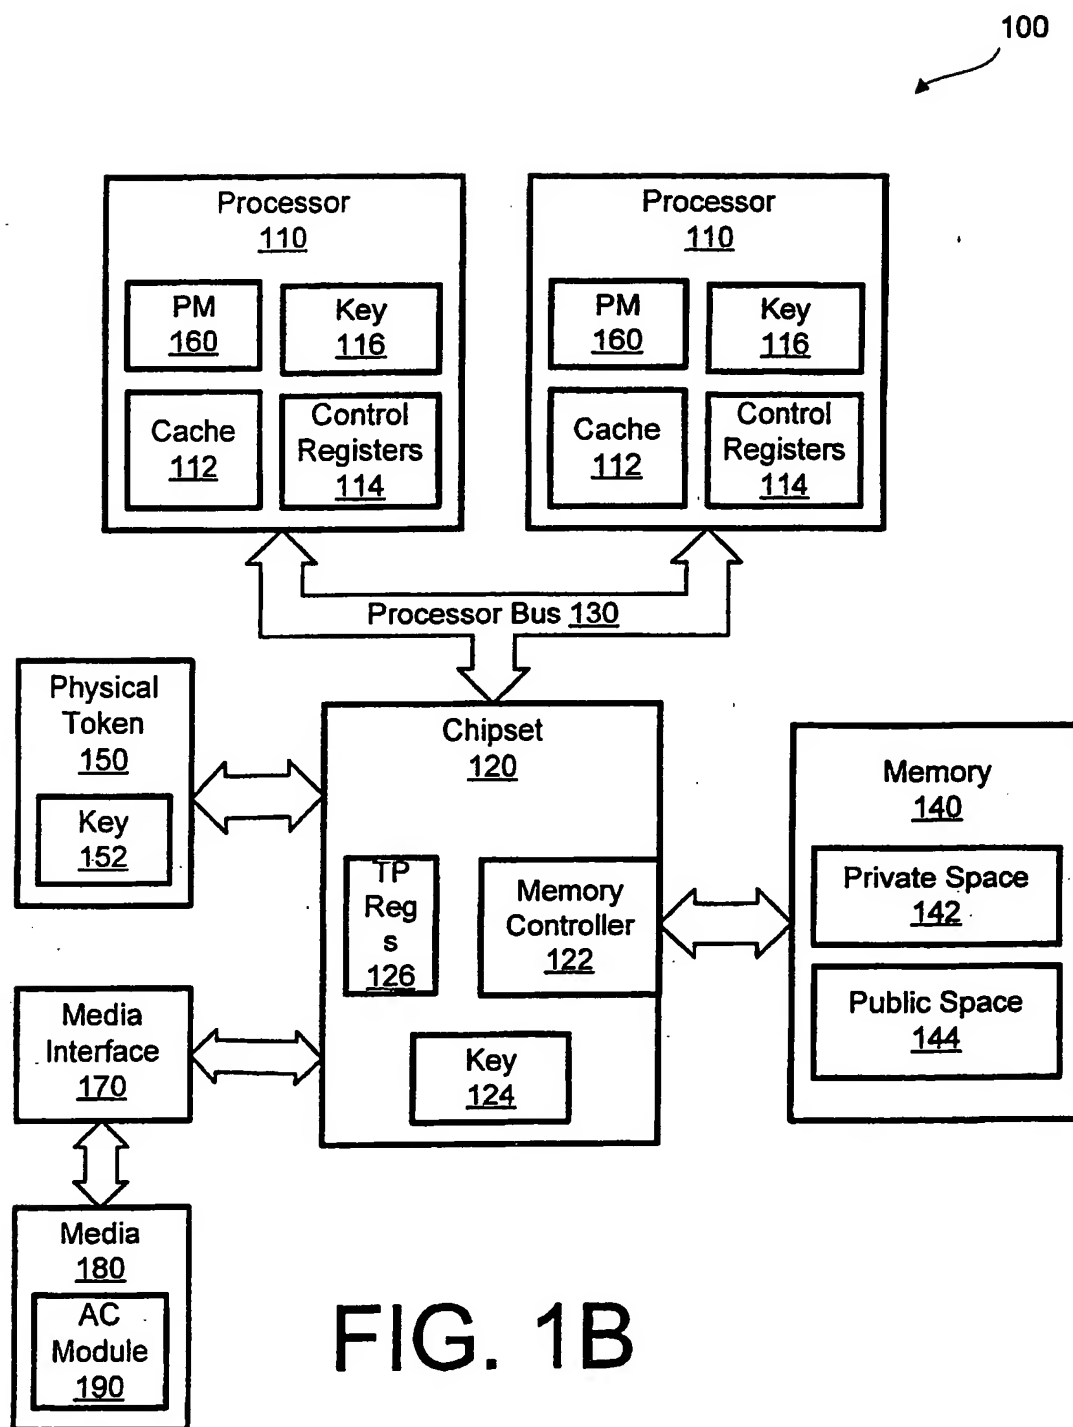 100
Processor
110
PM
160
Key
116
Cache
112
Control
Registers
114
Processor
110
PM
160
Key
116
Cache
112
Control
Registers
114
Processor Bus 130
Physical
Token
150
Key
152
Chipset
120
TP
Reg
s
126
Memory
Controller
122
Key
124
Memory
140
Private Space
142
Public Space
144
Media
Interface
170
Media
180
AC
Module
190
FIG. 1B